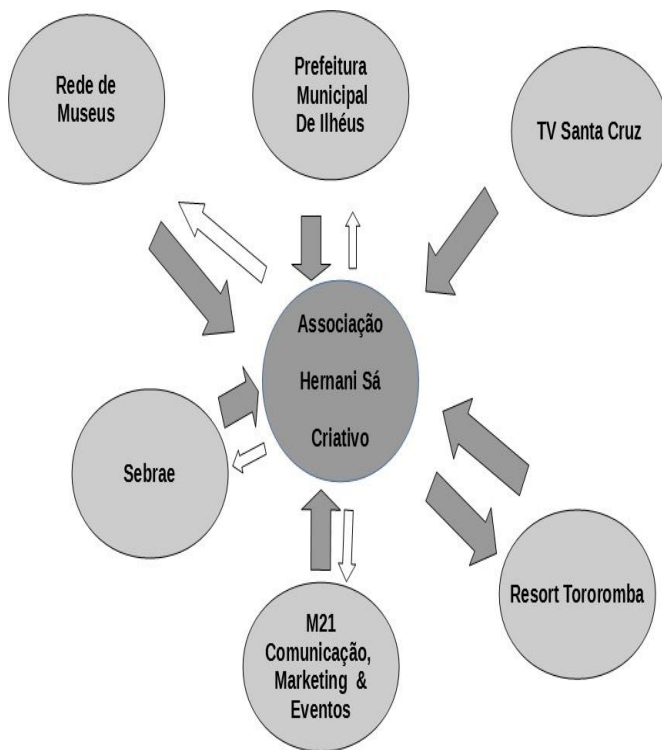 Rede de
Museus
Prefeitura
Municipal
De Ilhéus
TV Santa Cruz
Associação
Hernani Sá
Criativo
Sebrae
Resort Tororomba
M21
Comunicação,
Marketing &
Eventos